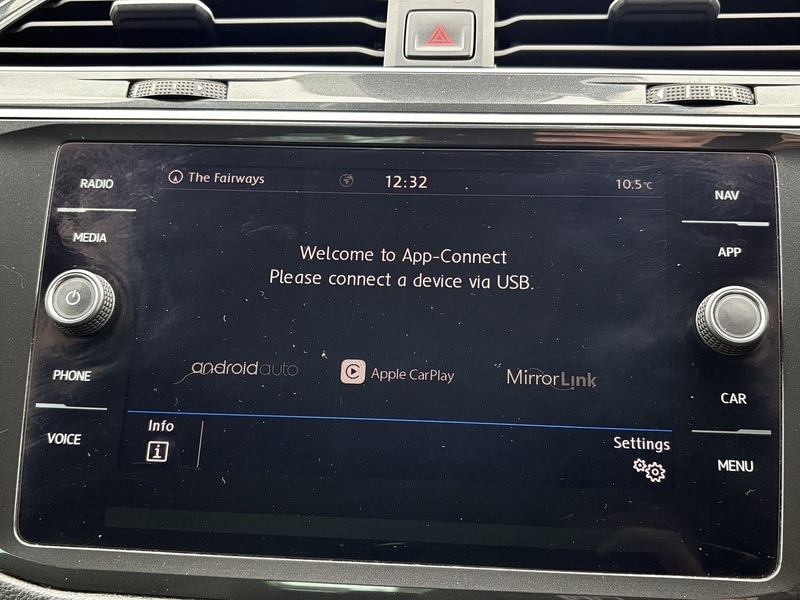 RADIO
MEDIA
PHONE
VOICE
The Fairways
12:32
10.5°C
Welcome to App-Connect
Please connect a device via USB.
androidauto
Apple CarPlay
MirrorLink
Info
i
Settings
NAV
APP
CAR
MENU